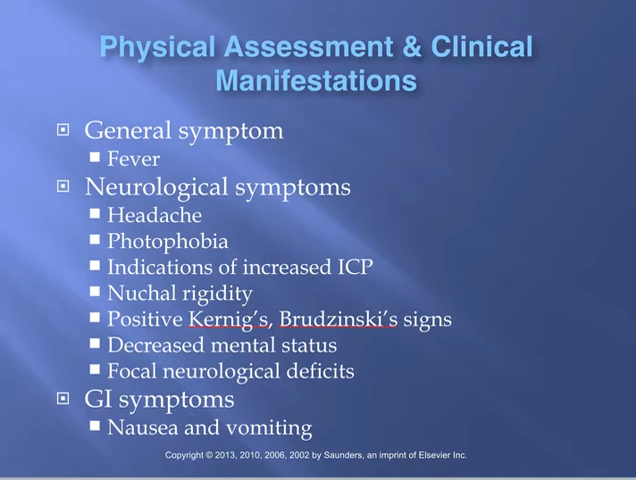 Physical Assessment & Clinical
Manifestations
General symptom
Fever
Neurological symptoms
Headache
Photophobia
Indications of increased ICP
Nuchal rigidity
Positive Kernig’s, Brudzinski’s signs
Decreased mental status
Focal neurological deficits
GI symptoms
Nausea and vomiting
Copyright © 2013, 2010, 2006, 2002 by Saunders, an imprint of Elsevier Inc.